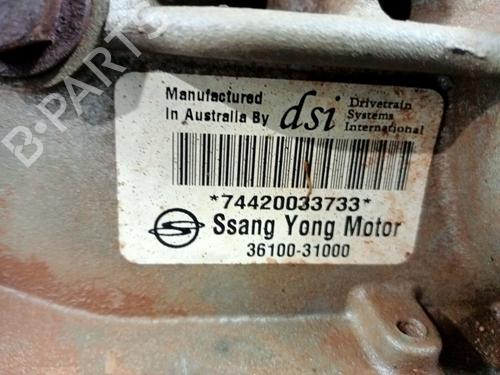 B-PARTS
Manufactured
In Australia By dsi Drivetrain
Systems
International
*74420033733*
Ssang Yong Motor
36100-31000